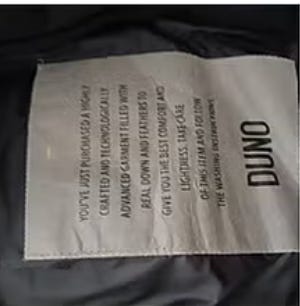 YOU'VE JUST PURCHASED A HIGHLY
CRAFTED AND TECHNOLOGICALLY
ADVANCED GARMENT FILLED WITH
REAL DOWN AND FEATHERS TO
GIVE YOU THE BEST COMFORT AND
LIGHTNESS. TAKE CARE
OF THIS ITEM AND FOLLOW
THE WASHING INSTRUCTIONS
DUNO